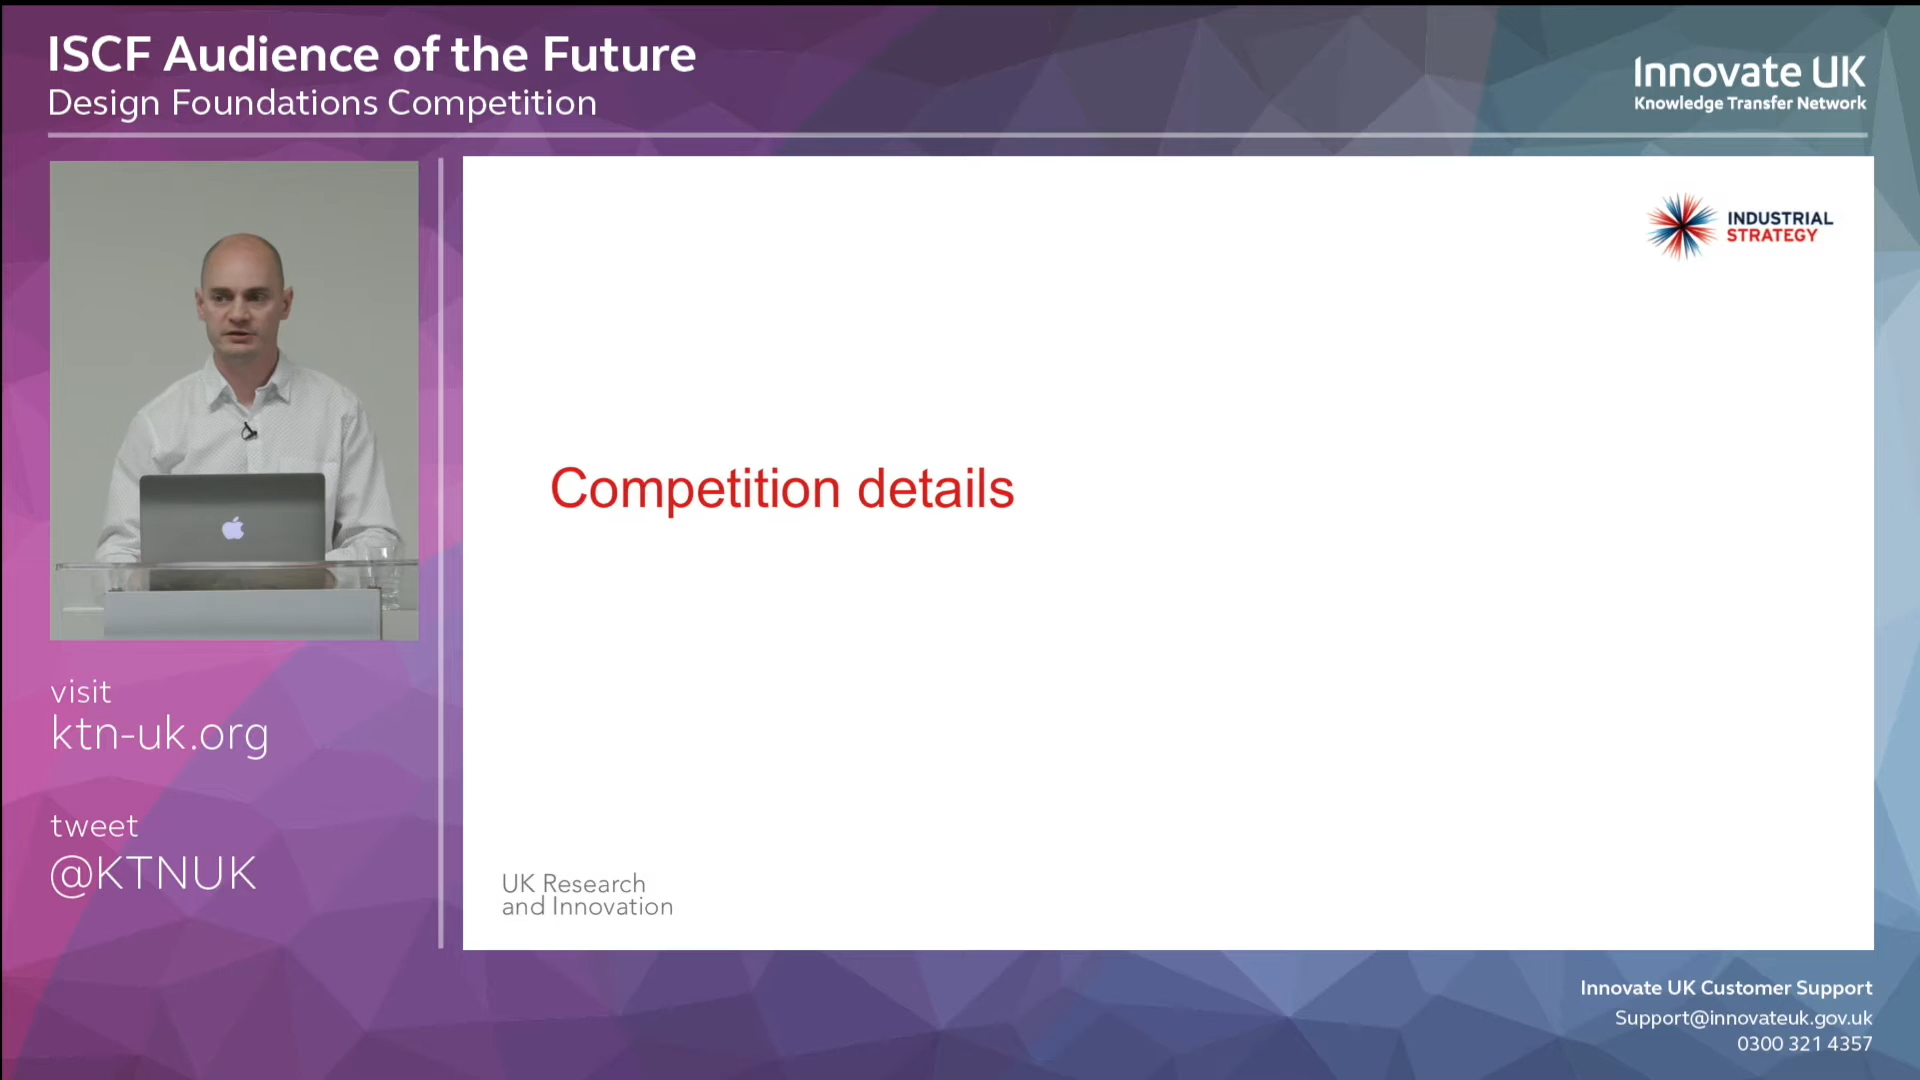 ISCF Audience of the Future
Design Foundations Competition
Innovate UK
Knowledge Transfer Network
INDUSTRIAL
STRATEGY
Competition details
visit
ktn-uk.org
tweet
@KTNUK
UK Research
and Innovation
Innovate UK Customer Support
Support@innovateuk.gov.uk
0300 321 4357